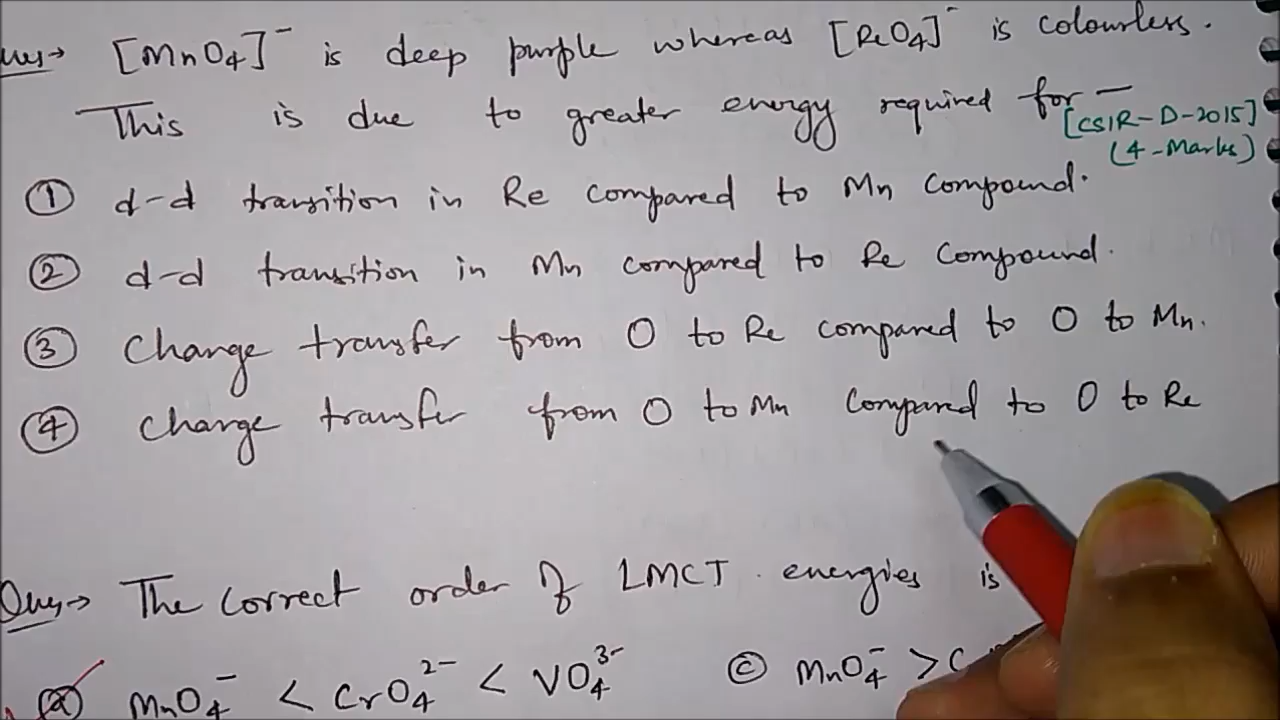 Ques→ [MnO4]⁻ is deep purple whereas [ReO4]⁻ is colourless.
This is due to greater energy required for —
[CSIR-D-2015]
(4-Marks)
① d-d transition in Re compared to Mn Compound.
② d-d transition in Mn compared to Re Compound.
③ Change transfer from O to Re compared to O to Mn.
④ Change transfer from O to Mn Compared to O to Re
Ques→ The correct order of LMCT energies is
ⓐ MnO4⁻ < CrO4²⁻ < VO4³⁻
ⓒ MnO4⁻ > C